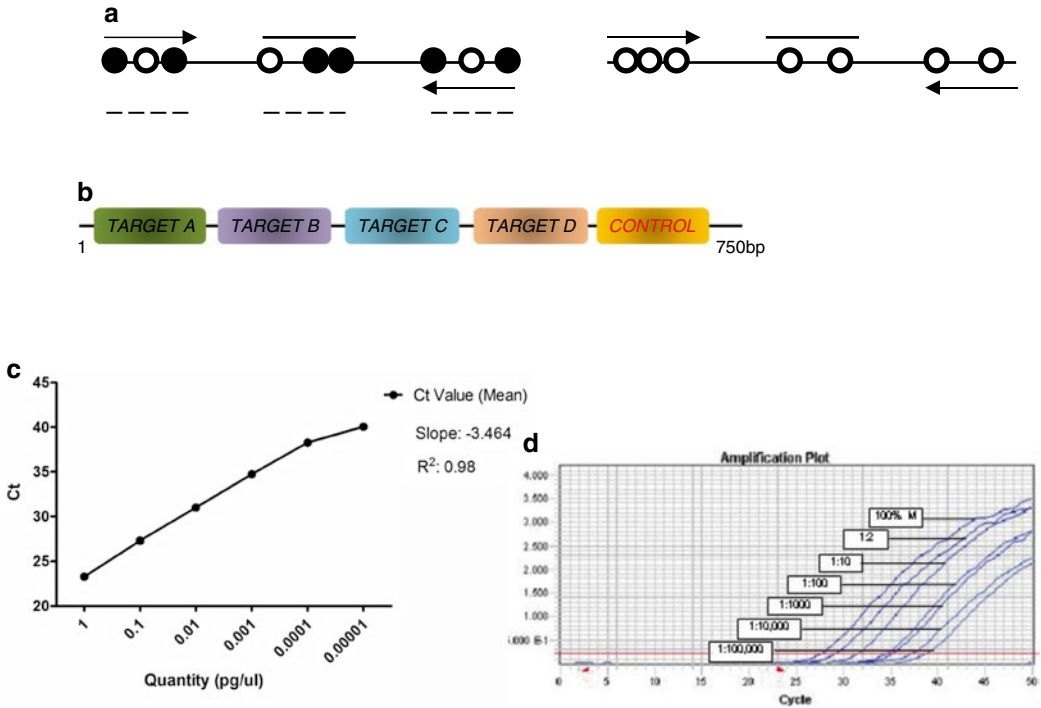 a
b
TARGET A TARGET B TARGET C TARGET D CONTROL
1 750bp
c
45
40
35
30
25
20
Ct
1 0.1 0.01 0.001 0.0001 0.00001
Quantity (pg/ul)
Ct Value (Mean)
Slope: -3.464
R²: 0.98
d
Amplification Plot
4.000
3.500
3.000
2.500
2.000
1.500
1.000
100% M
1:2
1:10
1:100
1:1000
1:10,000
1:100,000
0 5 10 15 20 25 30 35 40 45 50
Cycle